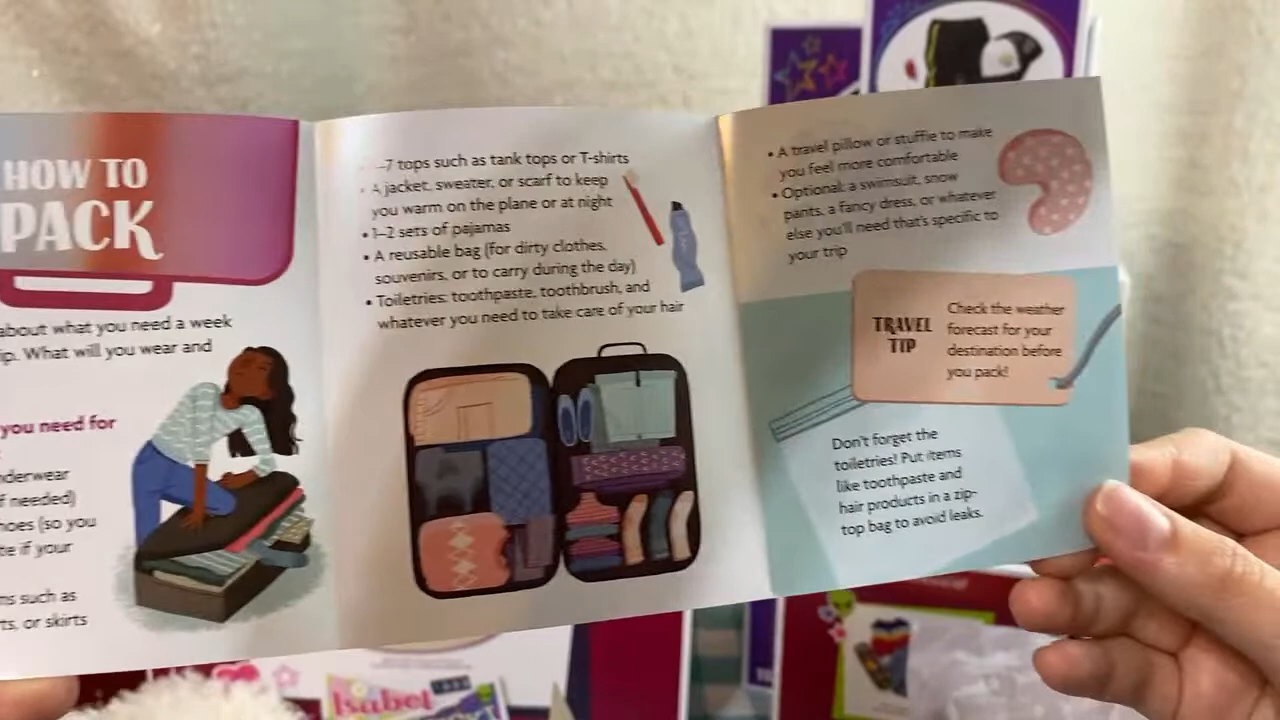 HOW TO
PACK
about what you need a week
ip. What will you wear and
you need for
nderwear
f needed)
hoes (so you
te if your
ms such as
ts, or skirts
–7 tops such as tank tops or T-shirts
• A jacket, sweater, or scarf to keep
you warm on the plane or at night
• 1–2 sets of pajamas
• A reusable bag (for dirty clothes,
souvenirs, or to carry during the day)
• Toiletries: toothpaste, toothbrush, and
whatever you need to take care of your hair
• A travel pillow or stuffie to make
you feel more comfortable
• Optional: a swimsuit, snow
pants, a fancy dress, or whatever
else you'll need that's specific to
your trip
TRAVEL
TIP
Check the weather
forecast for your
destination before
you pack!
Don't forget the
toiletries! Put items
like toothpaste and
hair products in a zip-
top bag to avoid leaks.
Isabel